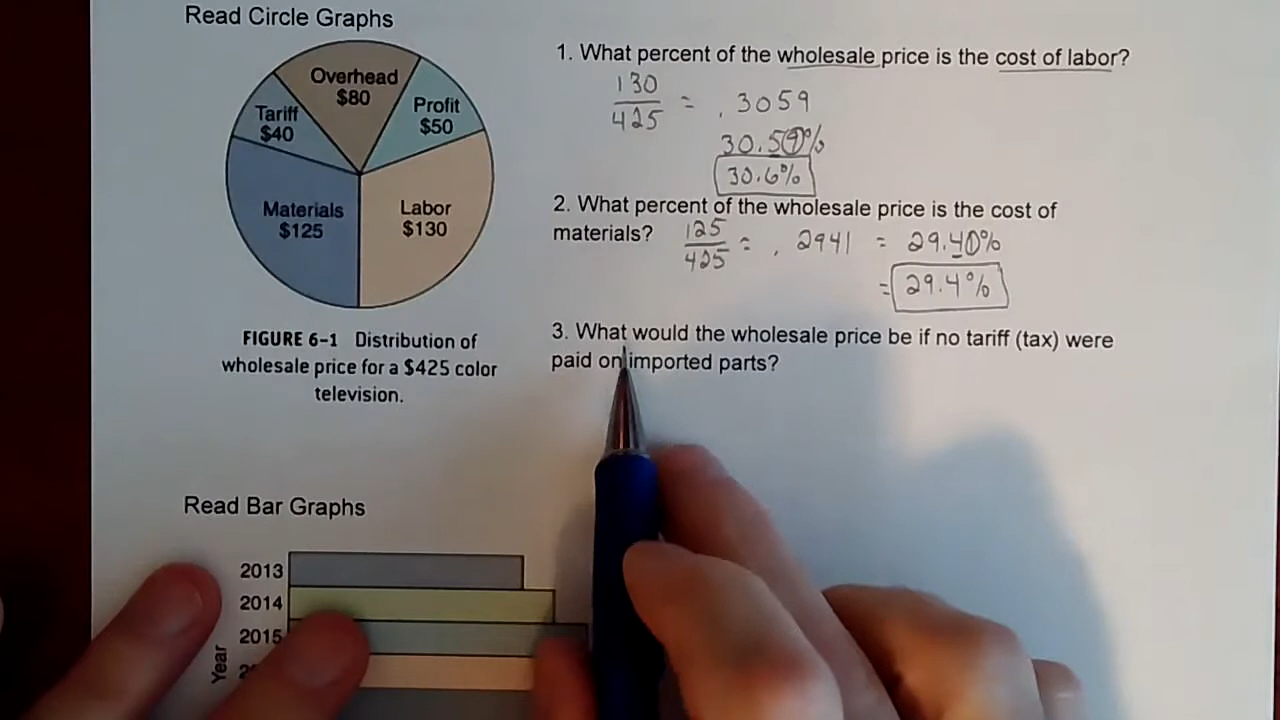 Read Circle Graphs
Overhead
$80
Profit
$50
Tariff
$40
Materials
$125
Labor
$130
FIGURE 6–1 Distribution of
wholesale price for a $425 color
television.
1. What percent of the wholesale price is the cost of labor?
130
425
= .3059
30.59%
30.6%
2. What percent of the wholesale price is the cost of
materials?
125
425
= .2941 = 29.41%
= 29.4%
3. What would the wholesale price be if no tariff (tax) were
paid on imported parts?
Read Bar Graphs
2013
2014
2015
Year